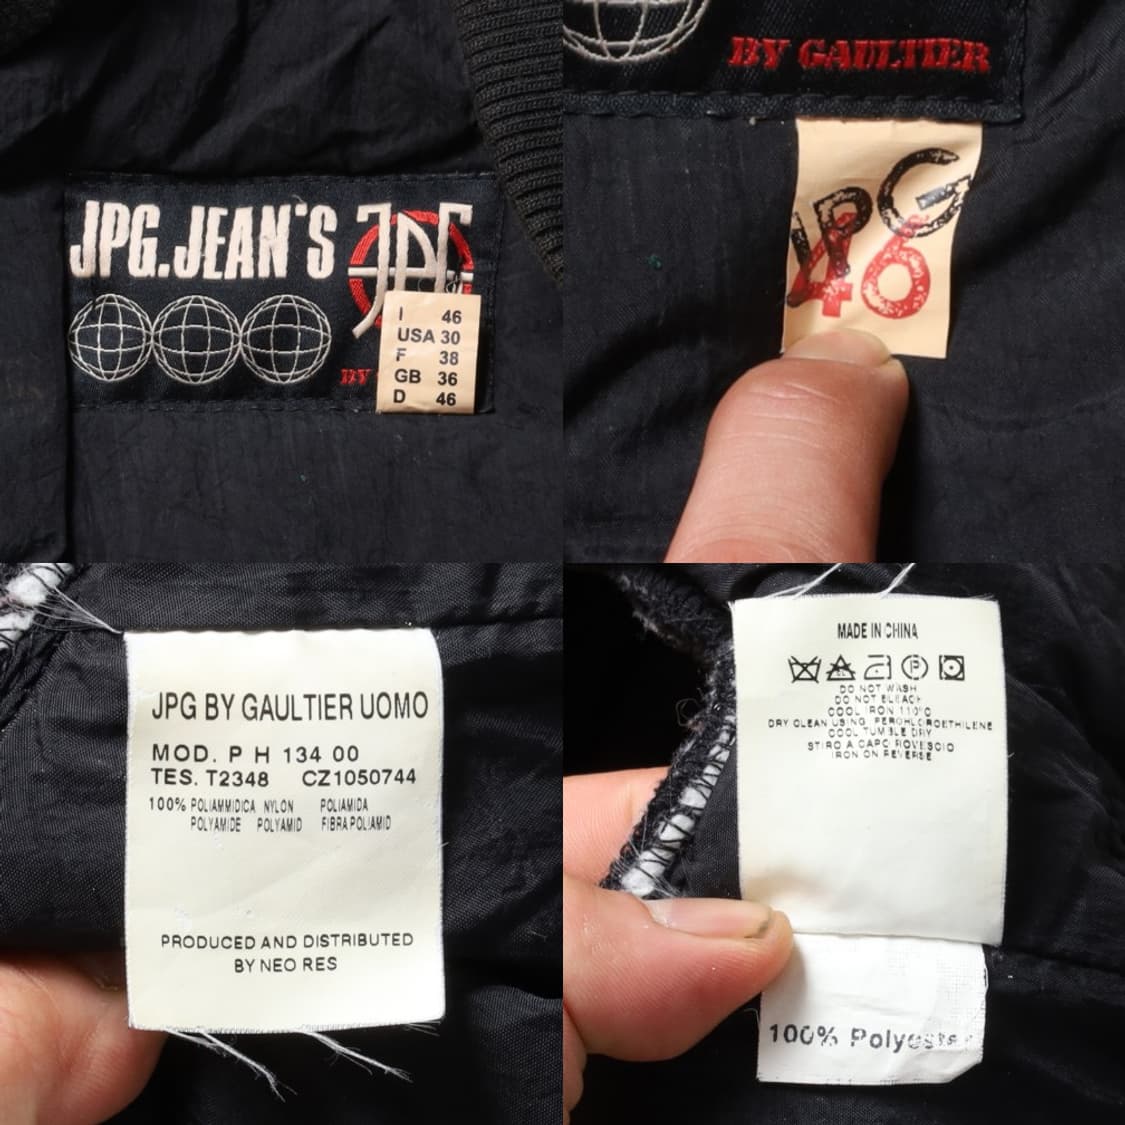 JPG.JEAN'S JPG
I 46
USA 30
F 38
GB 36
D 46
BY
BY GAULTIER
JPG
46
JPG BY GAULTIER UOMO
MOD. P H 134 00
TES. T2348 CZ1050744
100% POLIAMMIDICA NYLON POLIAMIDA
POLYAMIDE POLYAMID FIBRA POLIAMID
PRODUCED AND DISTRIBUTED
BY NEO RES
MADE IN CHINA
DO NOT WASH
DO NOT BLEACH
COOL IRON 110°C
DRY CLEAN USING PERCHLOROETHILENE
COOL TUMBLE DRY
STIRO A CAPO ROVESCIO
IRON ON REVERSE
100% Polyester